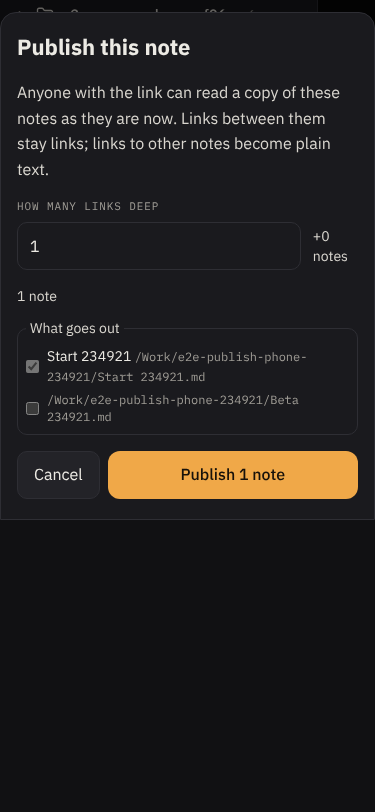 Publish this note
Anyone with the link can read a copy of these
notes as they are now. Links between them
stay links; links to other notes become plain
text.
HOW MANY LINKS DEEP
1
+0
notes
1 note
What goes out
Start 234921 /Work/e2e-publish-phone-
234921/Start 234921.md
/Work/e2e-publish-phone-234921/Beta
234921.md
Cancel
Publish 1 note